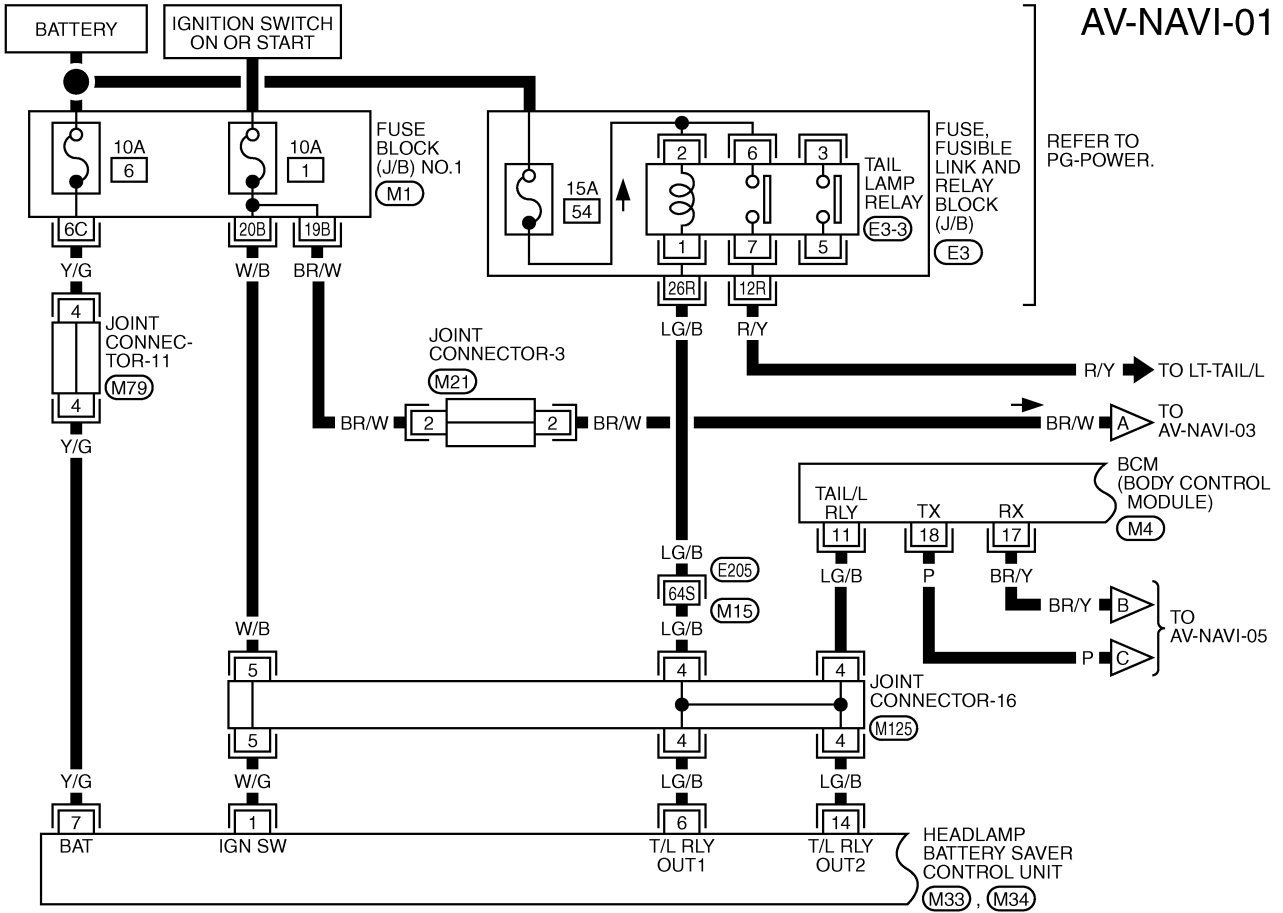 AV-NAVI-01
BATTERY
IGNITION SWITCH
ON OR START
10A
6
10A
1
FUSE
BLOCK
(J/B) NO.1
M1
15A
54
2
6
3
1
7
5
TAIL
LAMP
RELAY
E3-3
FUSE,
FUSIBLE
LINK AND
RELAY
BLOCK
(J/B)
E3
REFER TO
PG-POWER.
6C
20B
19B
26R
12R
Y/G
W/B
BR/W
LG/B
R/Y
4
JOINT
CONNEC-
TOR-11
M79
4
Y/G
JOINT
CONNECTOR-3
M21
BR/W
2
2
BR/W
R/Y
TO LT-TAIL/L
BR/W
A
TO
AV-NAVI-03
BCM
(BODY CONTROL
MODULE)
M4
TAIL/L
RLY
TX
RX
11
18
17
LG/B
P
BR/Y
BR/Y
B
P
C
TO
AV-NAVI-05
LG/B
E205
64S
M15
W/B
LG/B
5
4
4
JOINT
CONNECTOR-16
M125
5
4
4
Y/G
W/G
LG/B
LG/B
7
1
6
14
BAT
IGN SW
T/L RLY
OUT1
T/L RLY
OUT2
HEADLAMP
BATTERY SAVER
CONTROL UNIT
M33 , M34